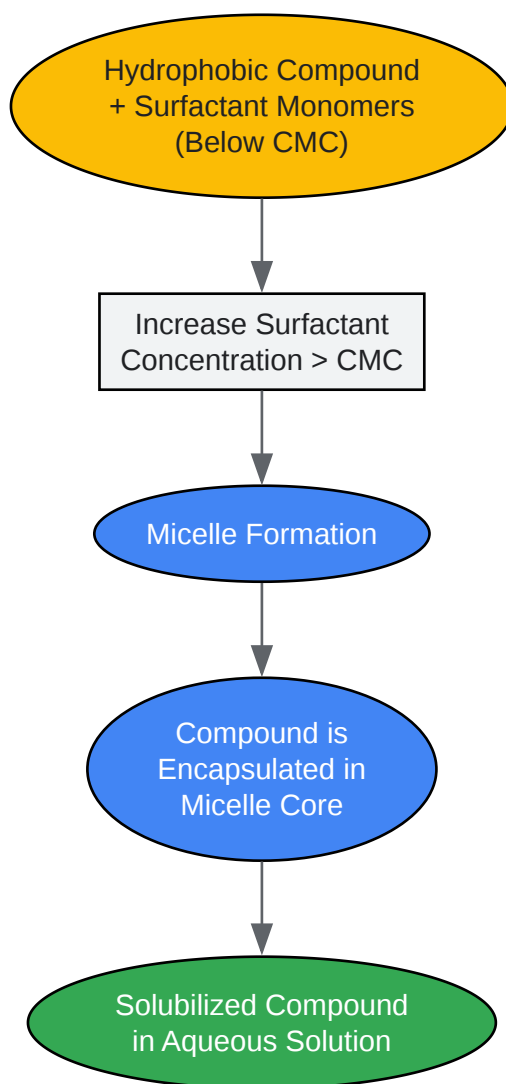 Hydrophobic Compound
+ Surfactant Monomers
(Below CMC)
Increase Surfactant
Concentration > CMC
Micelle Formation
Compound is
Encapsulated in
Micelle Core
Solubilized Compound
in Aqueous Solution